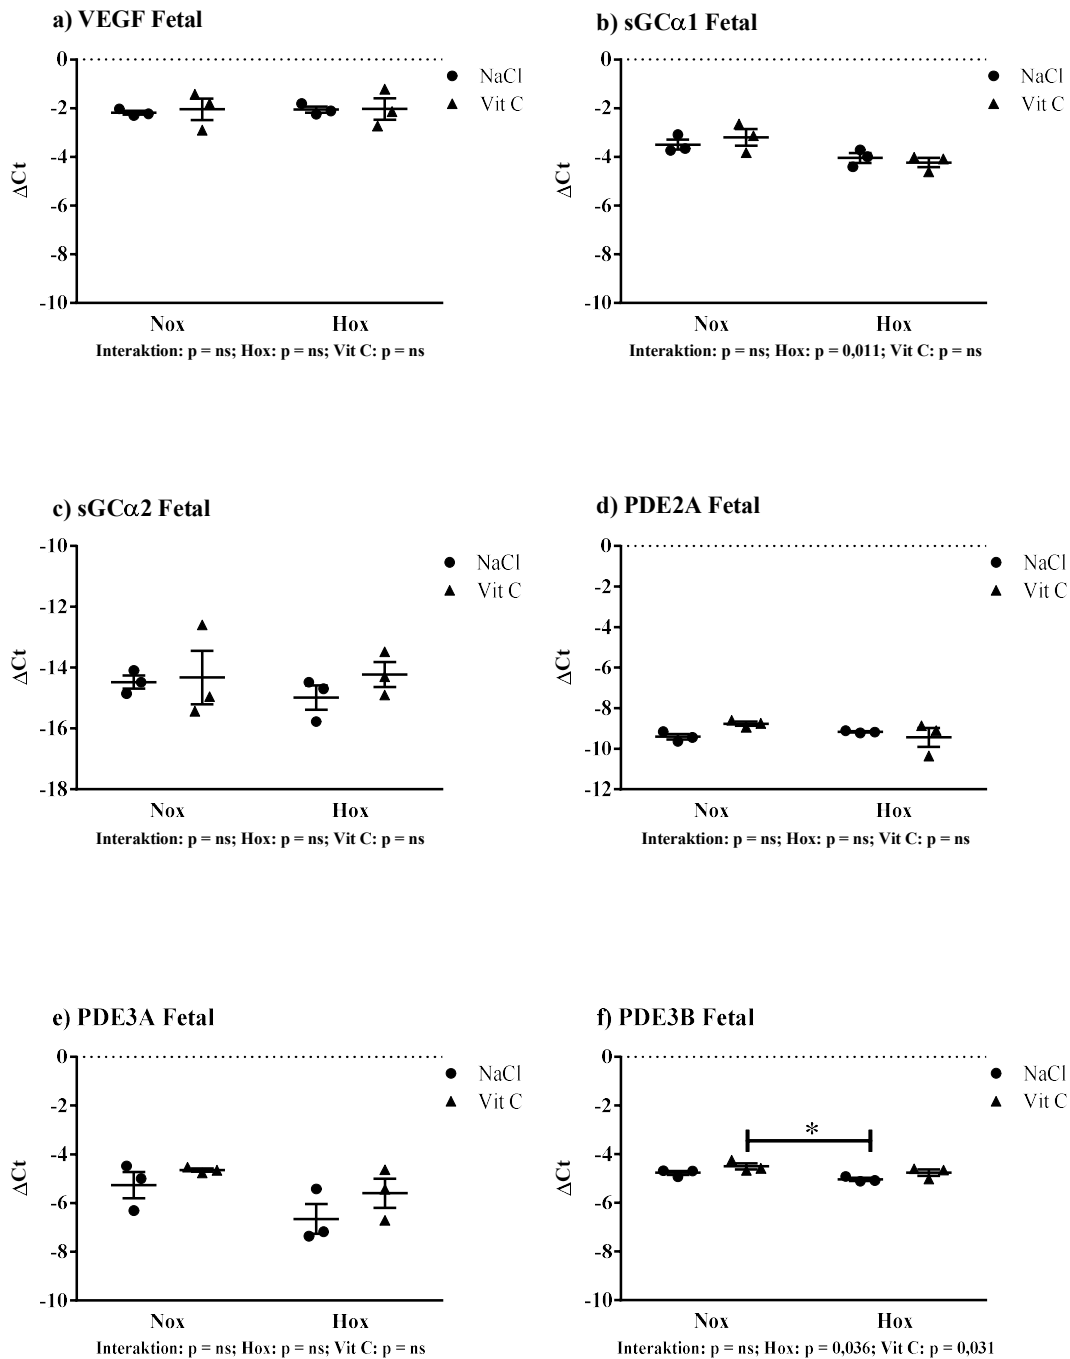 a) VEGF Fetal
0
-2
-4
-6
-8
-10
ΔCt
NaCl
Vit C
Nox Hox
Interaktion: p = ns; Hox: p = ns; Vit C: p = ns
b) sGCα1 Fetal
0
-2
-4
-6
-8
-10
ΔCt
NaCl
Vit C
Nox Hox
Interaktion: p = ns; Hox: p = 0,011; Vit C: p = ns
c) sGCα2 Fetal
-10
-12
-14
-16
-18
ΔCt
NaCl
Vit C
Nox Hox
Interaktion: p = ns; Hox: p = ns; Vit C: p = ns
d) PDE2A Fetal
0
-2
-4
-6
-8
-10
-12
ΔCt
NaCl
Vit C
Nox Hox
Interaktion: p = ns; Hox: p = ns; Vit C: p = ns
e) PDE3A Fetal
0
-2
-4
-6
-8
-10
ΔCt
NaCl
Vit C
Nox Hox
Interaktion: p = ns; Hox: p = ns; Vit C: p = ns
f) PDE3B Fetal
0
-2
-4
-6
-8
-10
ΔCt
NaCl
Vit C
*
Nox Hox
Interaktion: p = ns; Hox: p = 0,036; Vit C: p = 0,031